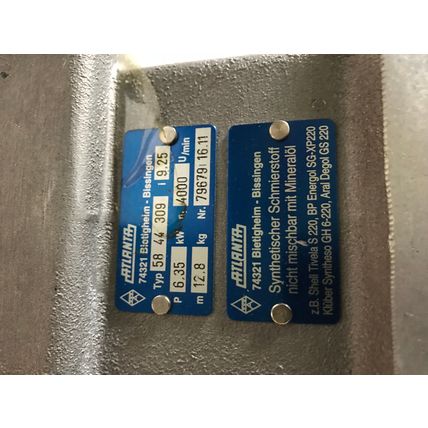 ATLANTA
74321 Bietigheim - Bissingen
Typ 58 44 309 i 9.25
P 6.35 kW 4000 U/min
m 12.8 kg Nr. 79679 16.11
ATLANTA
74321 Bietigheim - Bissingen
Synthetischer Schmierstoff
nicht mischbar mit Mineralöl
z.B. Shell Tivela S 220, BP Energol SG-XP220
Klüber Syntheso GH 6-220, Aral Degol GS 220